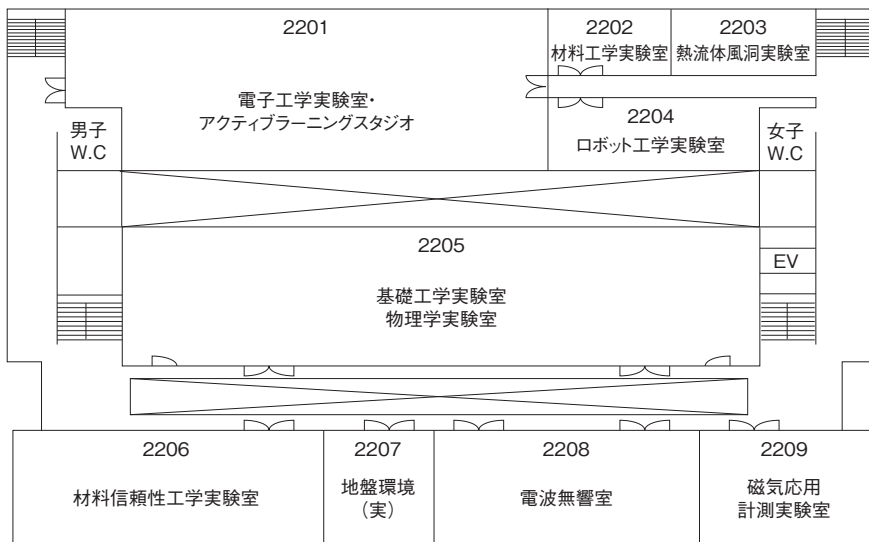 2201
電子工学実験室・
アクティブラーニングスタジオ
2202
材料工学実験室
2203
熱流体風洞実験室
2204
ロボット工学実験室
男子
W.C
女子
W.C
2205
基礎工学実験室
物理学実験室
EV
2206
材料信頼性工学実験室
2207
地盤環境
(実)
2208
電波無響室
2209
磁気応用
計測実験室